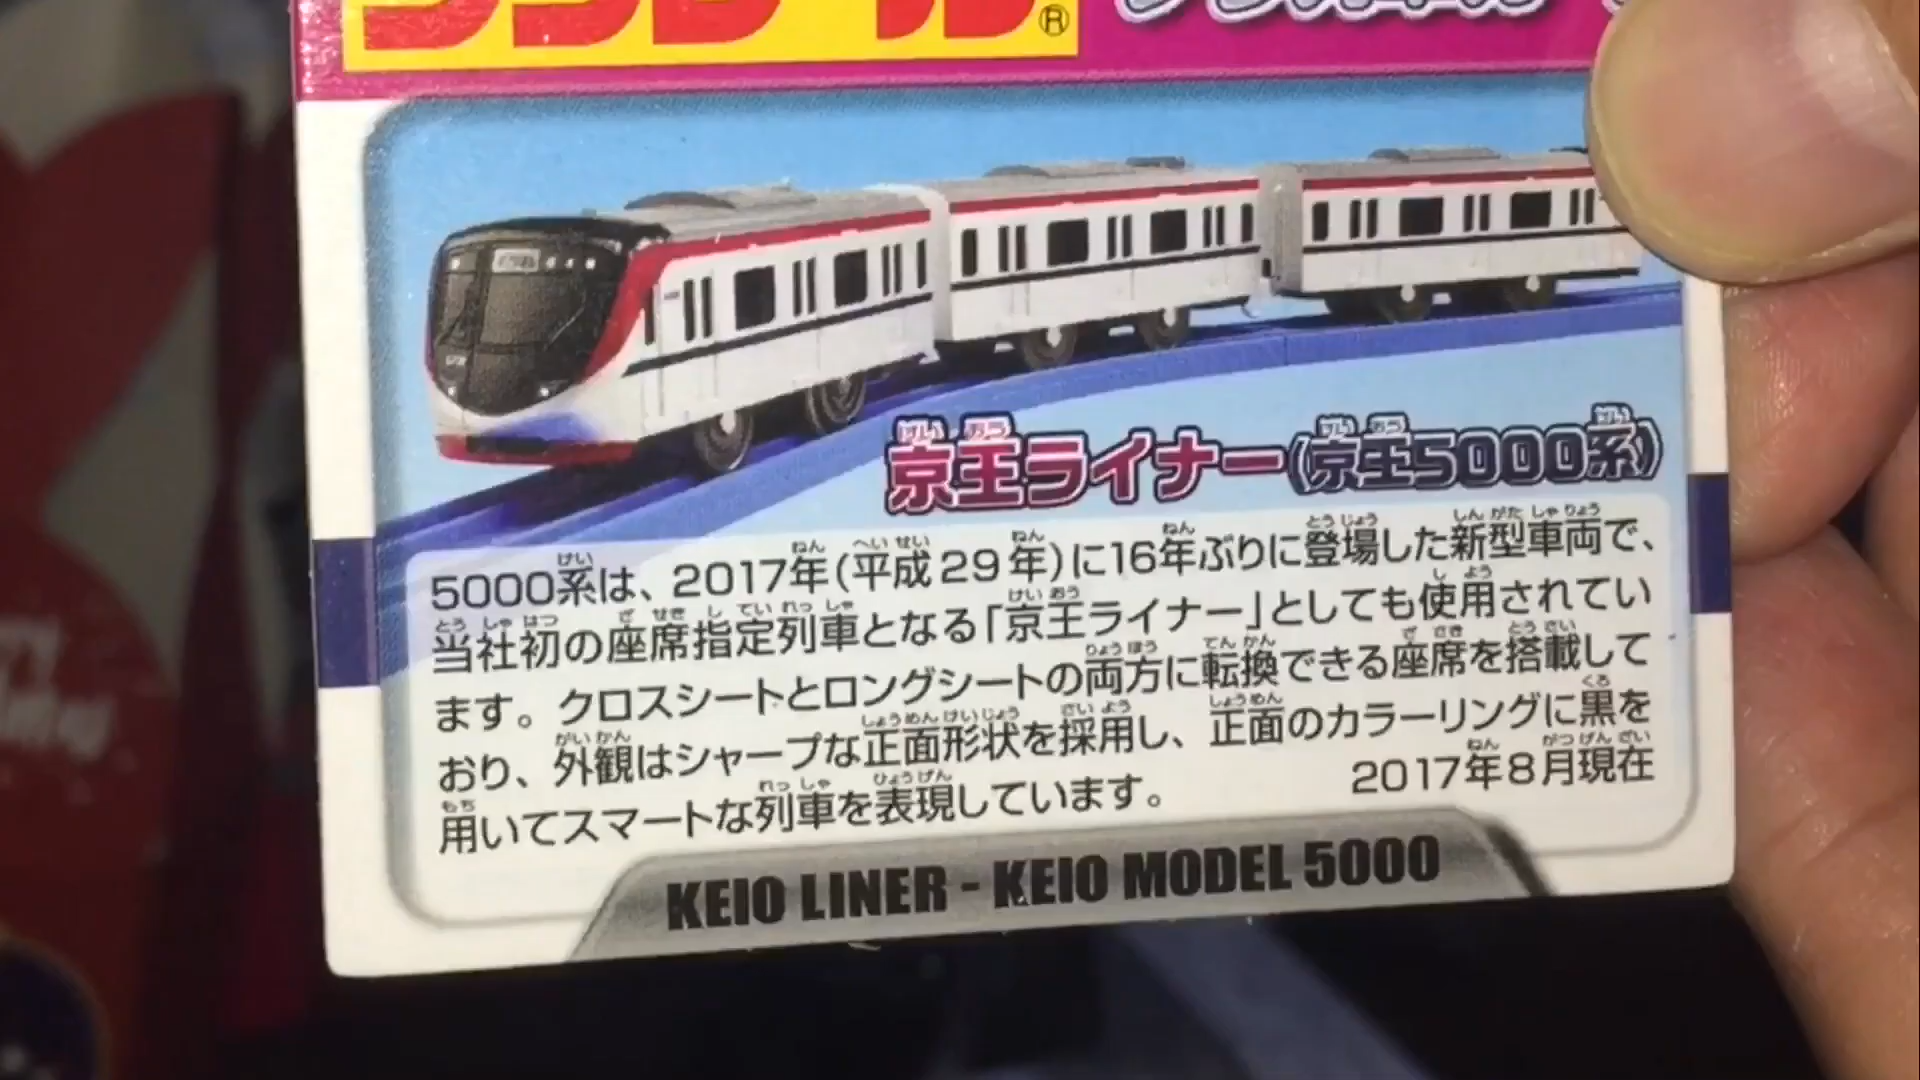 プラレール®
京王ライナー(京王5000系)
5000系は、2017年(平成29年)に16年ぶりに登場した新型車両で、
当社初の座席指定列車となる「京王ライナー」としても使用されてい
ます。クロスシートとロングシートの両方に転換できる座席を搭載して
おり、外観はシャープな正面形状を採用し、正面のカラーリングに黒を
用いてスマートな列車を表現しています。
2017年8月現在
KEIO LINER - KEIO MODEL 5000